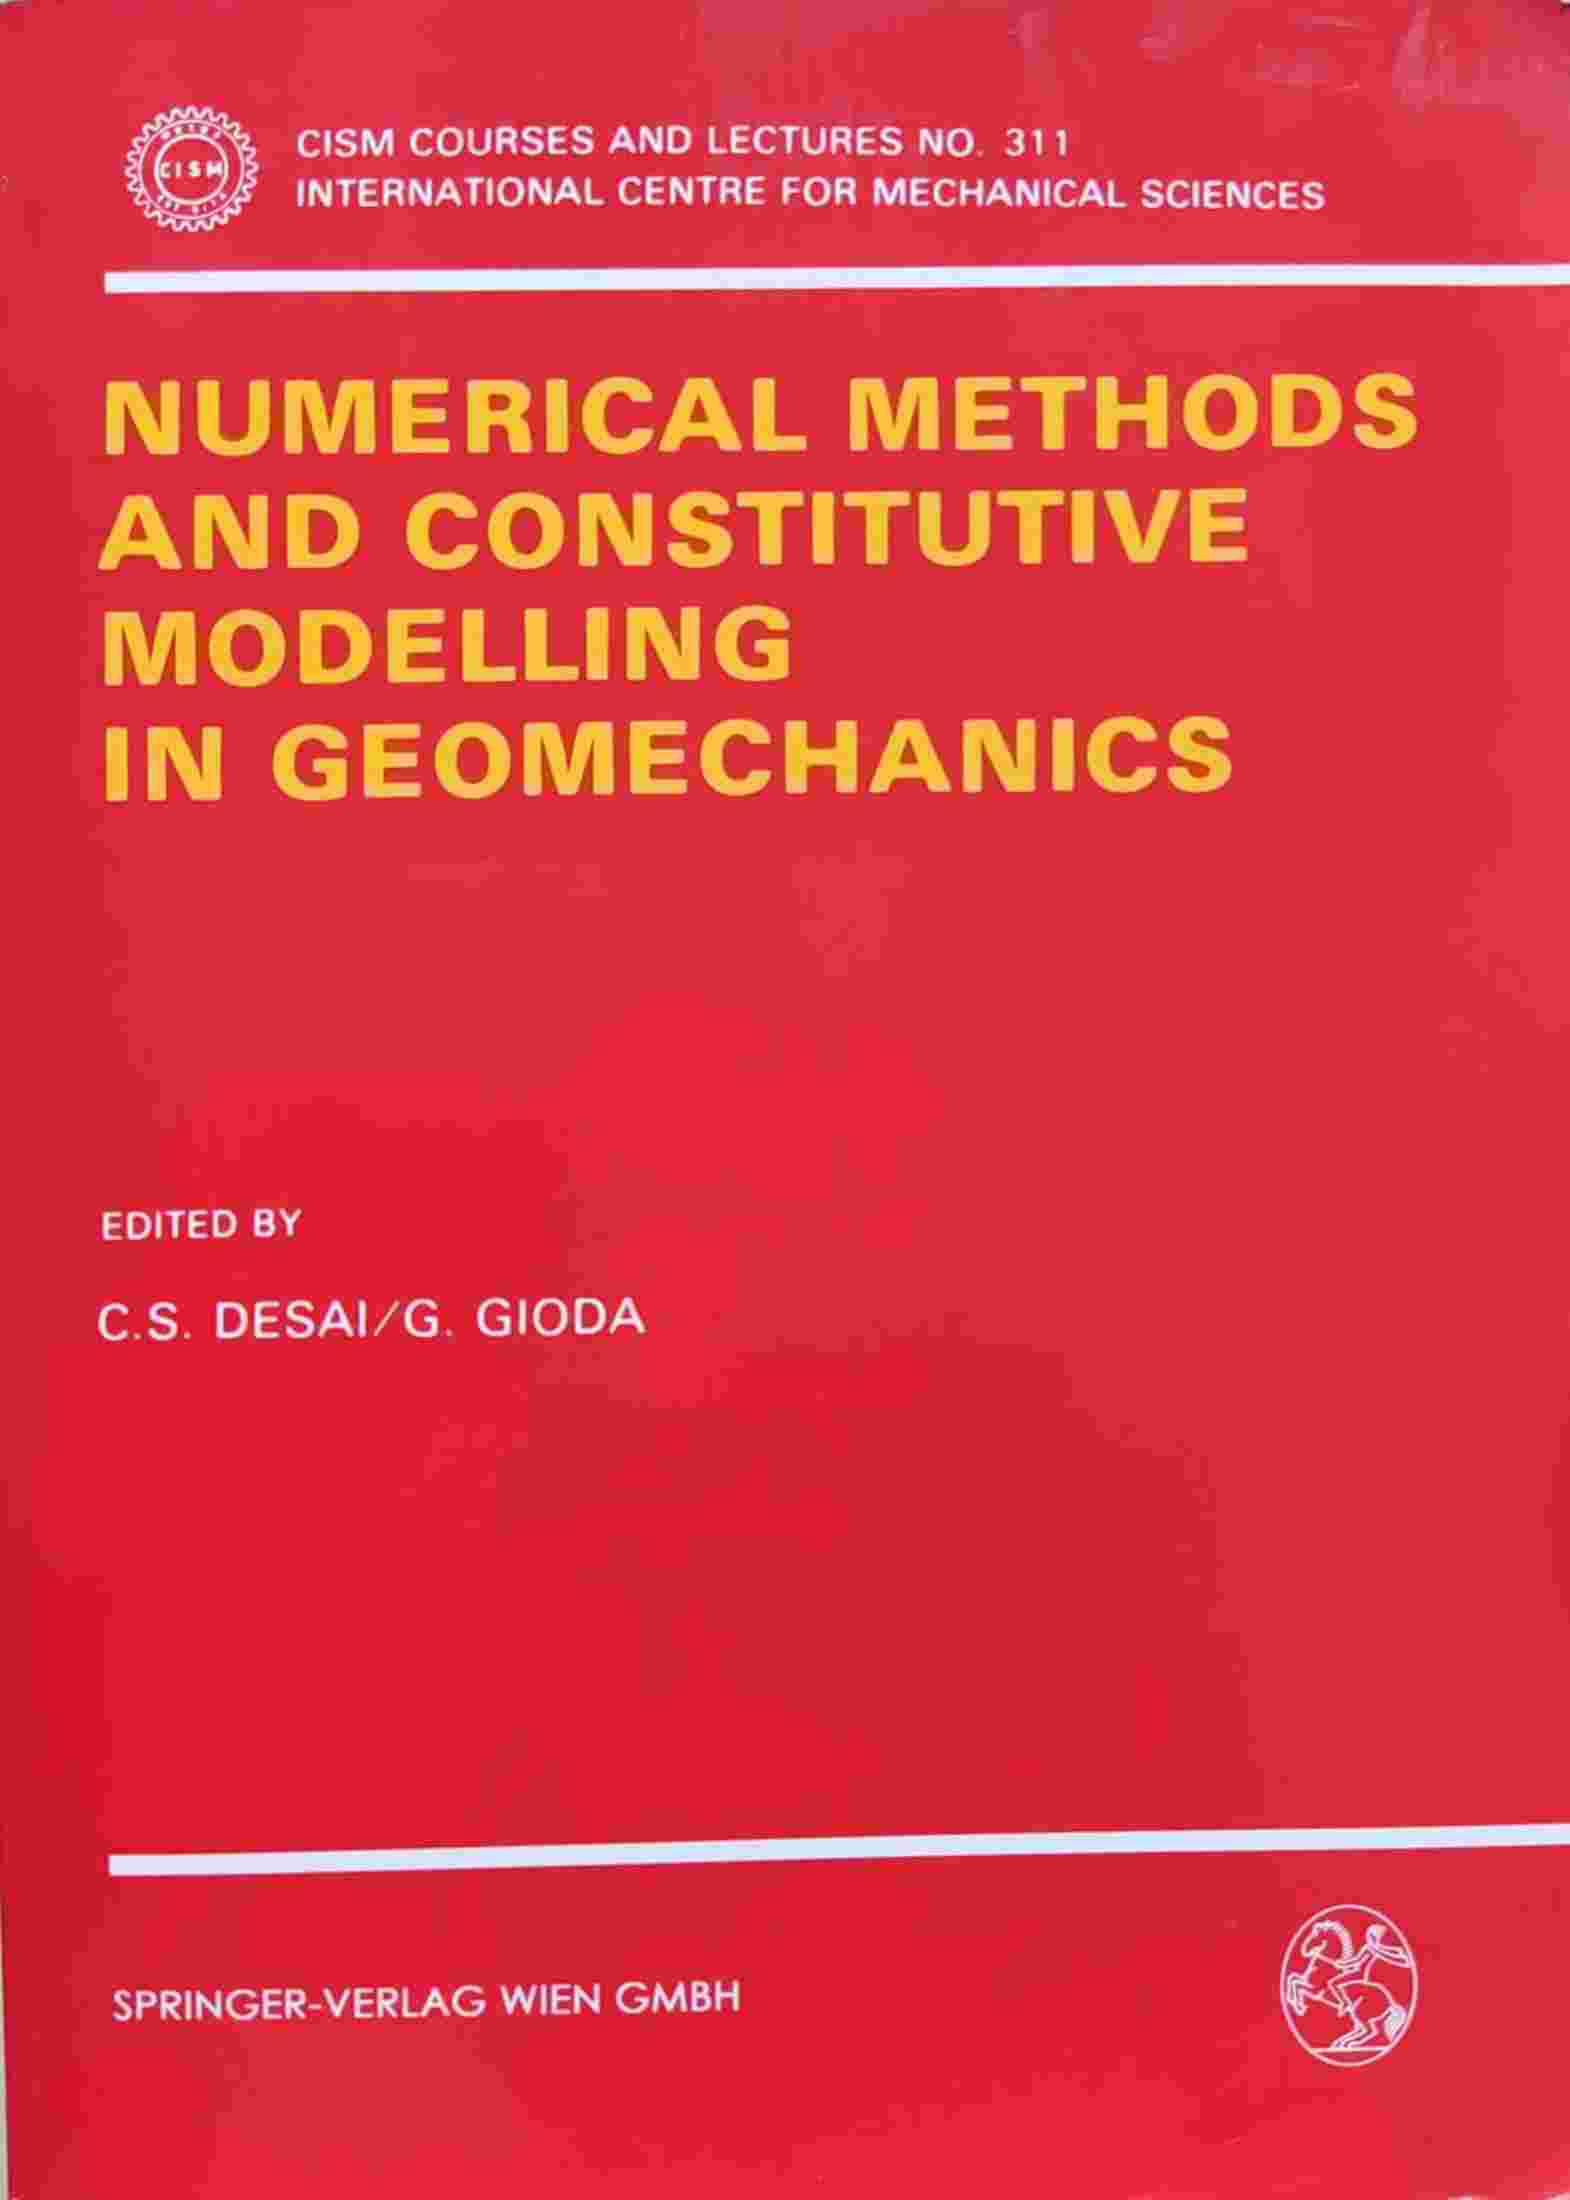 CISM
CISM COURSES AND LECTURES NO. 311
INTERNATIONAL CENTRE FOR MECHANICAL SCIENCES
NUMERICAL METHODS
AND CONSTITUTIVE
MODELLING
IN GEOMECHANICS
EDITED BY
C.S. DESAI/G. GIODA
SPRINGER-VERLAG WIEN GMBH